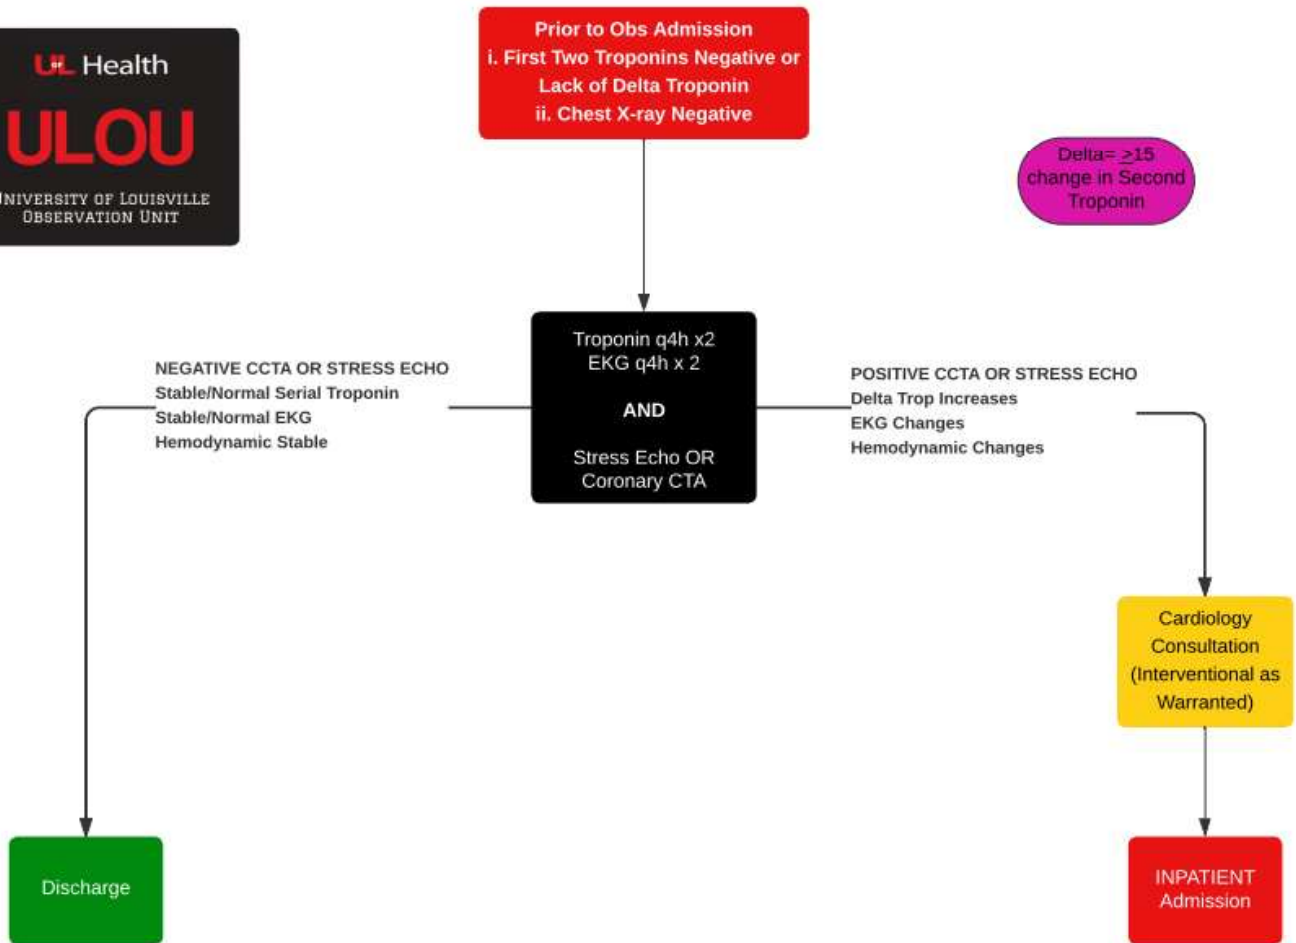 UofL Health
ULOU
UNIVERSITY OF LOUISVILLE
OBSERVATION UNIT
Prior to Obs Admission
i. First Two Troponins Negative or
Lack of Delta Troponin
ii. Chest X-ray Negative
Delta= ≥15
change in Second
Troponin
Troponin q4h x2
EKG q4h x 2
AND
Stress Echo OR
Coronary CTA
NEGATIVE CCTA OR STRESS ECHO
Stable/Normal Serial Troponin
Stable/Normal EKG
Hemodynamic Stable
POSITIVE CCTA OR STRESS ECHO
Delta Trop Increases
EKG Changes
Hemodynamic Changes
Cardiology
Consultation
(Interventional as
Warranted)
Discharge
INPATIENT
Admission